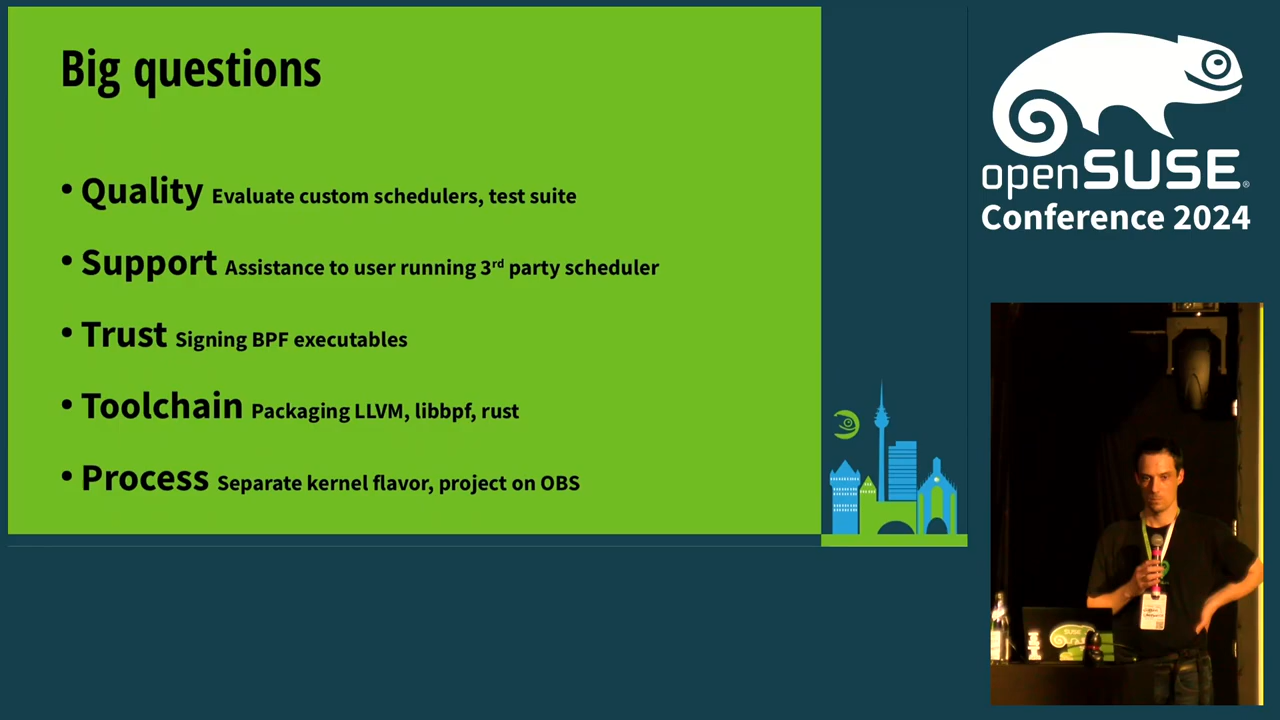 Big questions
• Quality Evaluate custom schedulers, test suite
• Support Assistance to user running 3rd party scheduler
• Trust Signing BPF executables
• Toolchain Packaging LLVM, libbpf, rust
• Process Separate kernel flavor, project on OBS
openSUSE®
Conference 2024
SUSE